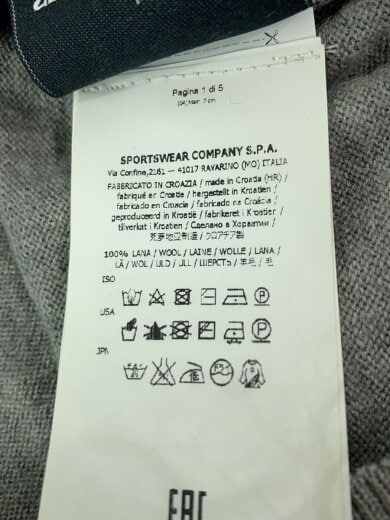 Pagina 1 di 5
SPORTSWEAR COMPANY S.P.A.
Via Confine,2161 — 41017 RAVARINO (MO) ITALIA
FABRICATO IN CROAZIA / made in Croatia (HR) /
fabriqué en Croatie / hergestellt in Kroatien /
fabricado en Croacia / fabricado na Croácia /
geproduceerd in Kroatië / fabrikeret i Kroatien /
tillverkat i Kroatien / Сделано в Хорватии /
克罗地亚制造 / クロアチア製
100% LANA / WOOL / LAINE / WOLLE / LANA /
LÃ / WOL / ULD / ULL / ШЕРСТЬ / 羊毛 / 毛
ISO
USA
JPN
EAC